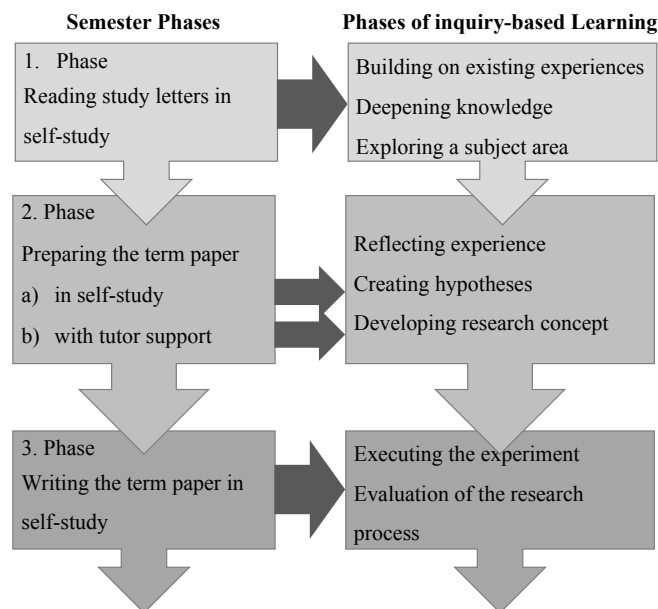 Semester Phases
Phases of inquiry-based Learning
1. Phase
Reading study letters in
self-study
Building on existing experiences
Deepening knowledge
Exploring a subject area
2. Phase
Preparing the term paper
a) in self-study
b) with tutor support
Reflecting experience
Creating hypotheses
Developing research concept
3. Phase
Writing the term paper in
self-study
Executing the experiment
Evaluation of the research
process